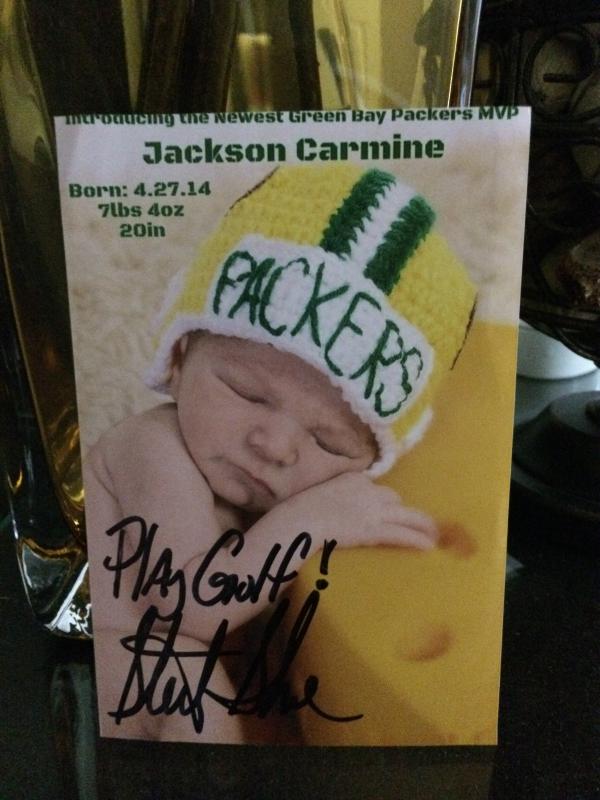 Introducing the Newest Green Bay Packers MVP
Jackson Carmine
Born: 4.27.14
7lbs 4oz
20in
PACKERS
Play Golf!